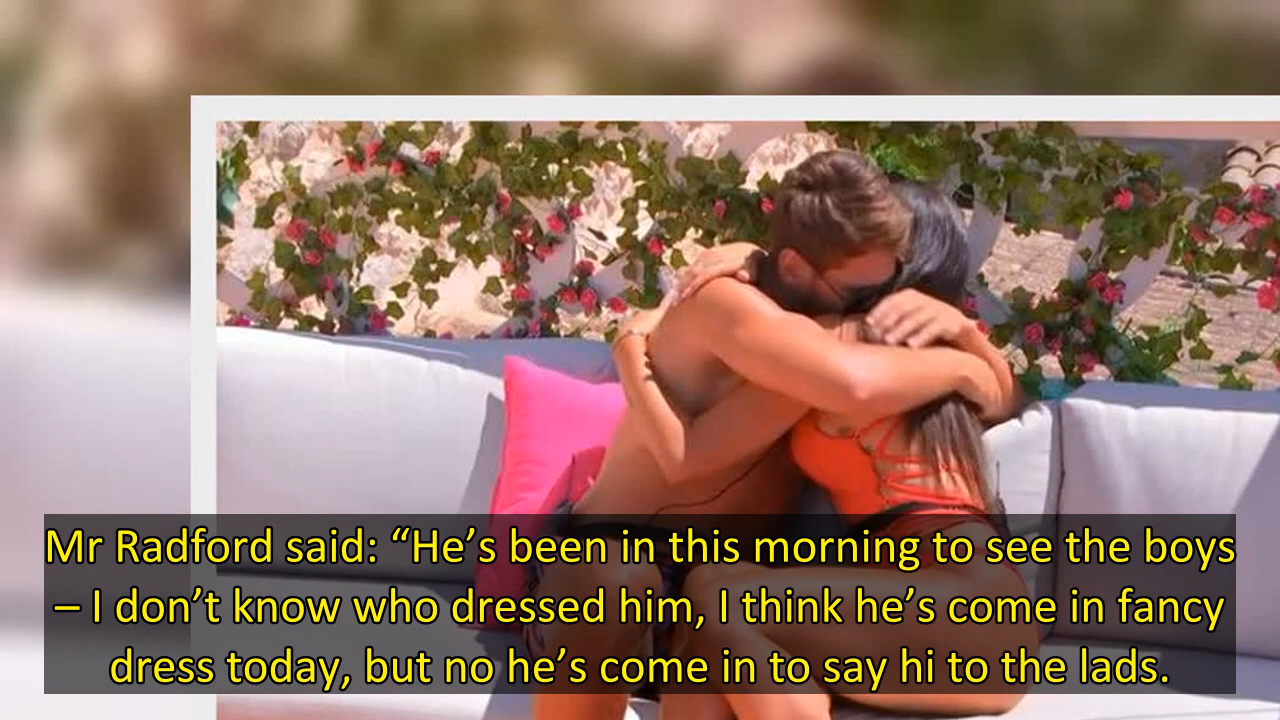 Mr Radford said: “He’s been in this morning to see the boys
– I don’t know who dressed him, I think he’s come in fancy
dress today, but no he’s come in to say hi to the lads.